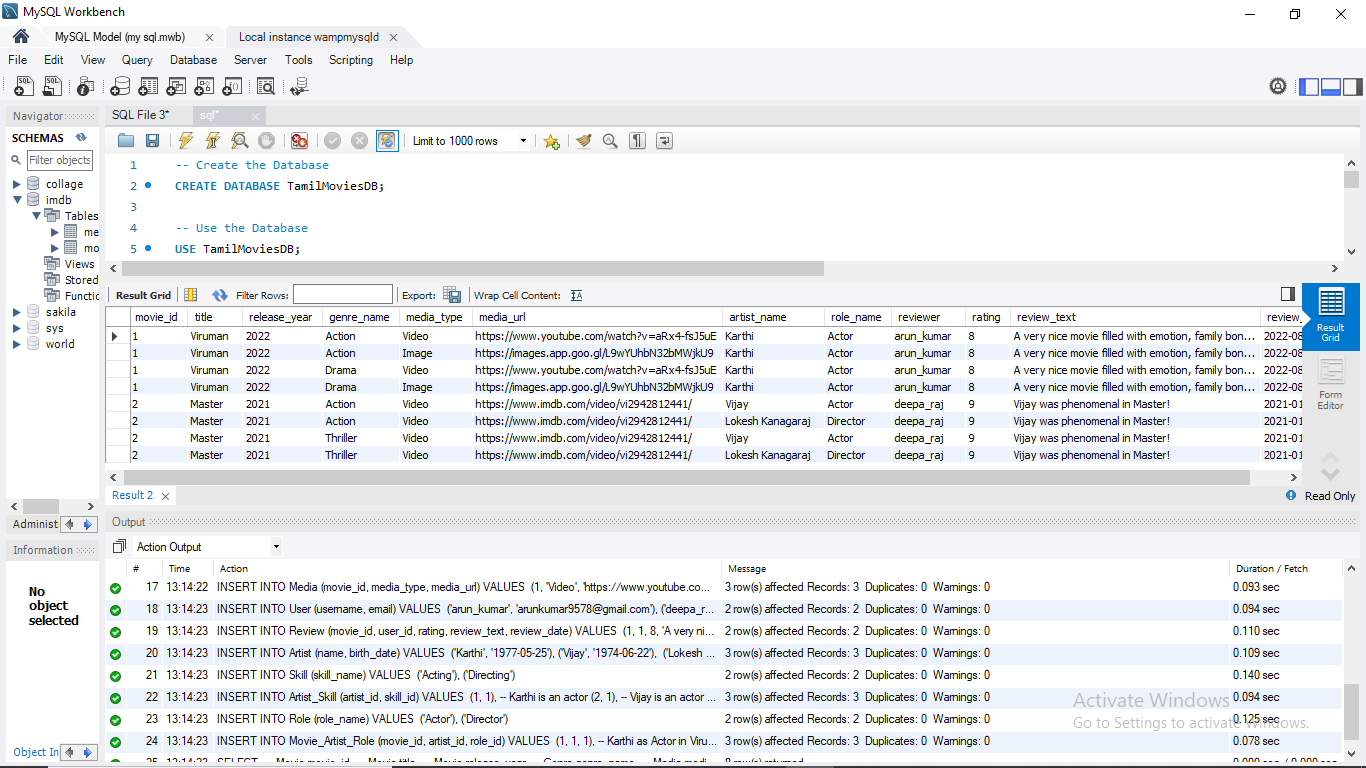 MySQL Workbench
MySQL Model (my sql.mwb) Local instance wampmysqld
File Edit View Query Database Server Tools Scripting Help
Navigator
SCHEMAS
Filter objects
collage
imdb
Tables
me
mo
Views
Stored
Functio
sakila
sys
world
Administ
Information
No
object
selected
Object In
SQL File 3* sql*
Limit to 1000 rows
1 -- Create the Database
2 CREATE DATABASE TamilMoviesDB;
3
4 -- Use the Database
5 USE TamilMoviesDB;
Result Grid Filter Rows: Export: Wrap Cell Content:
movie_id title release_year genre_name media_type media_url artist_name role_name reviewer rating review_text review_
1 Viruman 2022 Action Video https://www.youtube.com/watch?v=aRx4-fsJ5uE Karthi Actor arun_kumar 8 A very nice movie filled with emotion, family bon... 2022-08
1 Viruman 2022 Action Image https://images.app.goo.gl/L9wYUhbN32bMWjkU9 Karthi Actor arun_kumar 8 A very nice movie filled with emotion, family bon... 2022-08
1 Viruman 2022 Drama Video https://www.youtube.com/watch?v=aRx4-fsJ5uE Karthi Actor arun_kumar 8 A very nice movie filled with emotion, family bon... 2022-08
1 Viruman 2022 Drama Image https://images.app.goo.gl/L9wYUhbN32bMWjkU9 Karthi Actor arun_kumar 8 A very nice movie filled with emotion, family bon... 2022-08
2 Master 2021 Action Video https://www.imdb.com/video/vi2942812441/ Vijay Actor deepa_raj 9 Vijay was phenomenal in Master! 2021-01
2 Master 2021 Action Video https://www.imdb.com/video/vi2942812441/ Lokesh Kanagaraj Director deepa_raj 9 Vijay was phenomenal in Master! 2021-01
2 Master 2021 Thriller Video https://www.imdb.com/video/vi2942812441/ Vijay Actor deepa_raj 9 Vijay was phenomenal in Master! 2021-01
2 Master 2021 Thriller Video https://www.imdb.com/video/vi2942812441/ Lokesh Kanagaraj Director deepa_raj 9 Vijay was phenomenal in Master! 2021-01
Result
Grid
Form
Editor
Result 2
Read Only
Output
Action Output
# Time Action Message Duration / Fetch
17 13:14:22 INSERT INTO Media (movie_id, media_type, media_url) VALUES (1, 'Video', 'https://www.youtube.co... 3 row(s) affected Records: 3 Duplicates: 0 Warnings: 0 0.093 sec
18 13:14:23 INSERT INTO User (username, email) VALUES ('arun_kumar', 'arunkumar9578@gmail.com'), ('deepa_r... 2 row(s) affected Records: 2 Duplicates: 0 Warnings: 0 0.094 sec
19 13:14:23 INSERT INTO Review (movie_id, user_id, rating, review_text, review_date) VALUES (1, 1, 8, 'A very ni... 2 row(s) affected Records: 2 Duplicates: 0 Warnings: 0 0.110 sec
20 13:14:23 INSERT INTO Artist (name, birth_date) VALUES ('Karthi', '1977-05-25'), ('Vijay', '1974-06-22'), ('Lokesh ... 3 row(s) affected Records: 3 Duplicates: 0 Warnings: 0 0.109 sec
21 13:14:23 INSERT INTO Skill (skill_name) VALUES ('Acting'), ('Directing') 2 row(s) affected Records: 2 Duplicates: 0 Warnings: 0 0.140 sec
22 13:14:23 INSERT INTO Artist_Skill (artist_id, skill_id) VALUES (1, 1), -- Karthi is an actor (2, 1), -- Vijay is an actor ... 3 row(s) affected Records: 3 Duplicates: 0 Warnings: 0 0.094 sec
23 13:14:23 INSERT INTO Role (role_name) VALUES ('Actor'), ('Director') 2 row(s) affected Records: 2 Duplicates: 0 Warnings: 0 0.125 sec
24 13:14:23 INSERT INTO Movie_Artist_Role (movie_id, artist_id, role_id) VALUES (1, 1, 1), -- Karthi as Actor in Viru... 3 row(s) affected Records: 3 Duplicates: 0 Warnings: 0 0.078 sec
Activate Windows
Go to Settings to activate Windows.